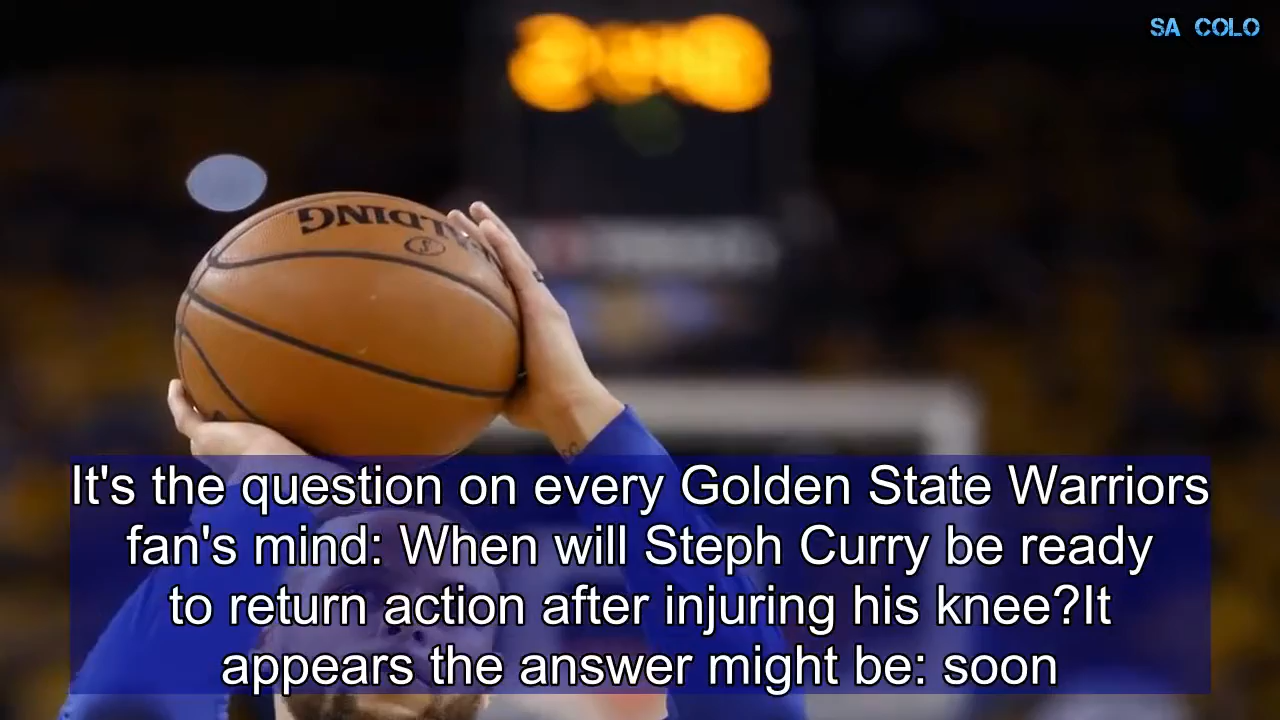 SA COLO
SPALDING
It's the question on every Golden State Warriors
fan's mind: When will Steph Curry be ready
to return action after injuring his knee?It
appears the answer might be: soon